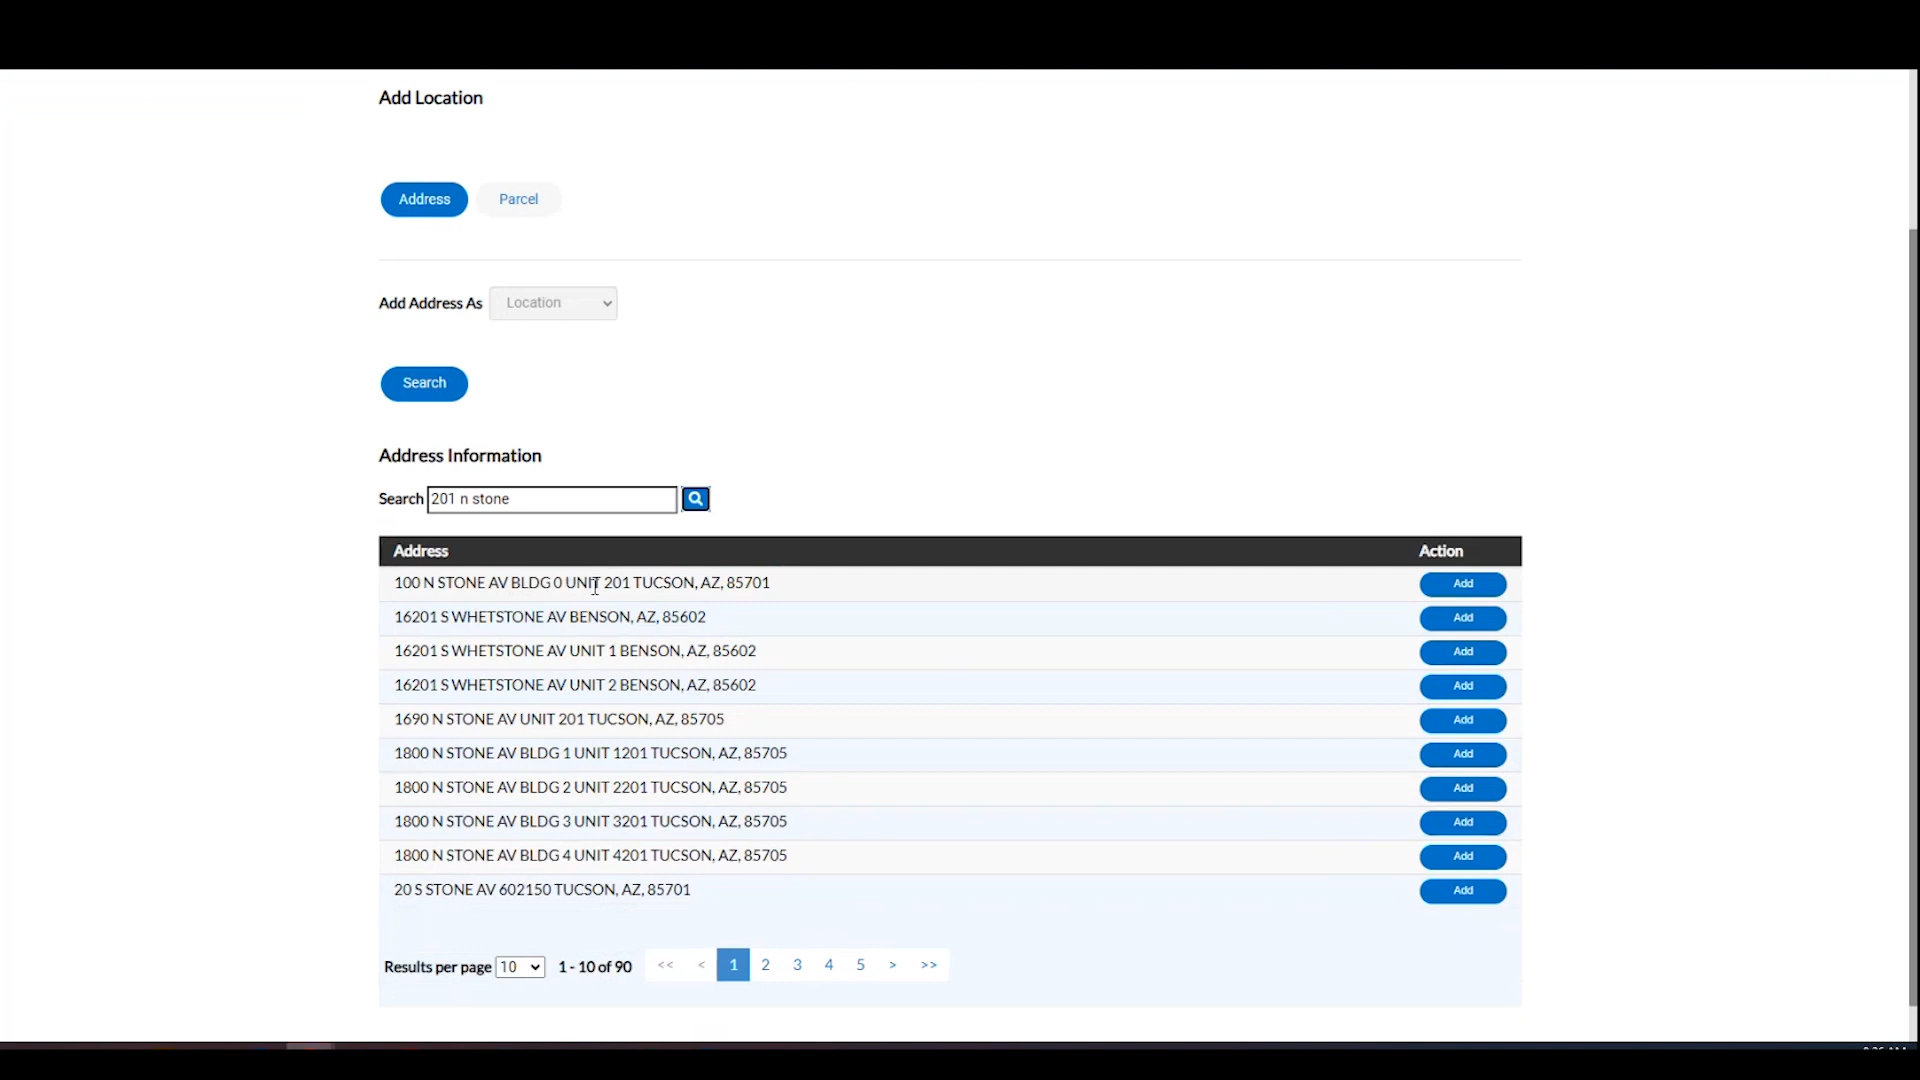 Add Location
Address Parcel
Add Address As Location
Search
Address Information
Search 201 n stone
Address Action
100 N STONE AV BLDG 0 UNIT 201 TUCSON, AZ, 85701 Add
16201 S WHETSTONE AV BENSON, AZ, 85602 Add
16201 S WHETSTONE AV UNIT 1 BENSON, AZ, 85602 Add
16201 S WHETSTONE AV UNIT 2 BENSON, AZ, 85602 Add
1690 N STONE AV UNIT 201 TUCSON, AZ, 85705 Add
1800 N STONE AV BLDG 1 UNIT 1201 TUCSON, AZ, 85705 Add
1800 N STONE AV BLDG 2 UNIT 2201 TUCSON, AZ, 85705 Add
1800 N STONE AV BLDG 3 UNIT 3201 TUCSON, AZ, 85705 Add
1800 N STONE AV BLDG 4 UNIT 4201 TUCSON, AZ, 85705 Add
20 S STONE AV 602150 TUCSON, AZ, 85701 Add
Results per page 10 1 - 10 of 90 << < 1 2 3 4 5 > >>